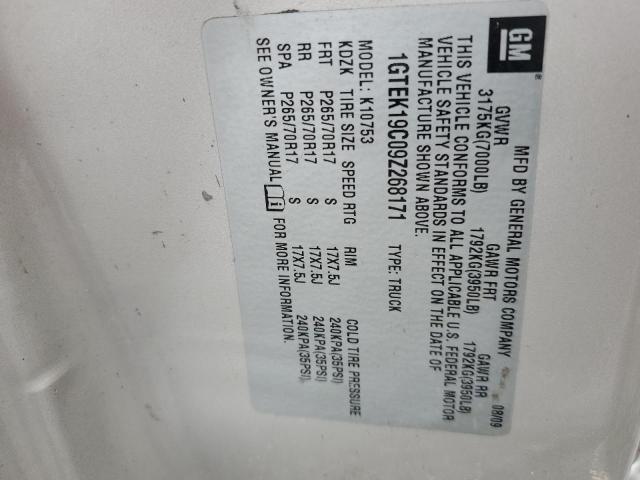 GM ®
MFD BY GENERAL MOTORS COMPANY 08/09
GVWR GAWR FRT GAWR RR
3175KG(7000LB) 1792KG(3950LB) 1792KG(3950LB)
THIS VEHICLE CONFORMS TO ALL APPLICABLE U.S. FEDERAL MOTOR
VEHICLE SAFETY STANDARDS IN EFFECT ON THE DATE OF
MANUFACTURE SHOWN ABOVE.
1GTEK19C09Z268171 TYPE: TRUCK
MODEL: K10753
KDZK TIRE SIZE SPEED RTG RIM COLD TIRE PRESSURE
FRT P265/70R17 S 17X7.5J 240KPA(35PSI)
RR P265/70R17 S 17X7.5J 240KPA(35PSI)
SPA P265/70R17 S 17X7.5J 240KPA(35PSI)
SEE OWNER'S MANUAL i FOR MORE INFORMATION.